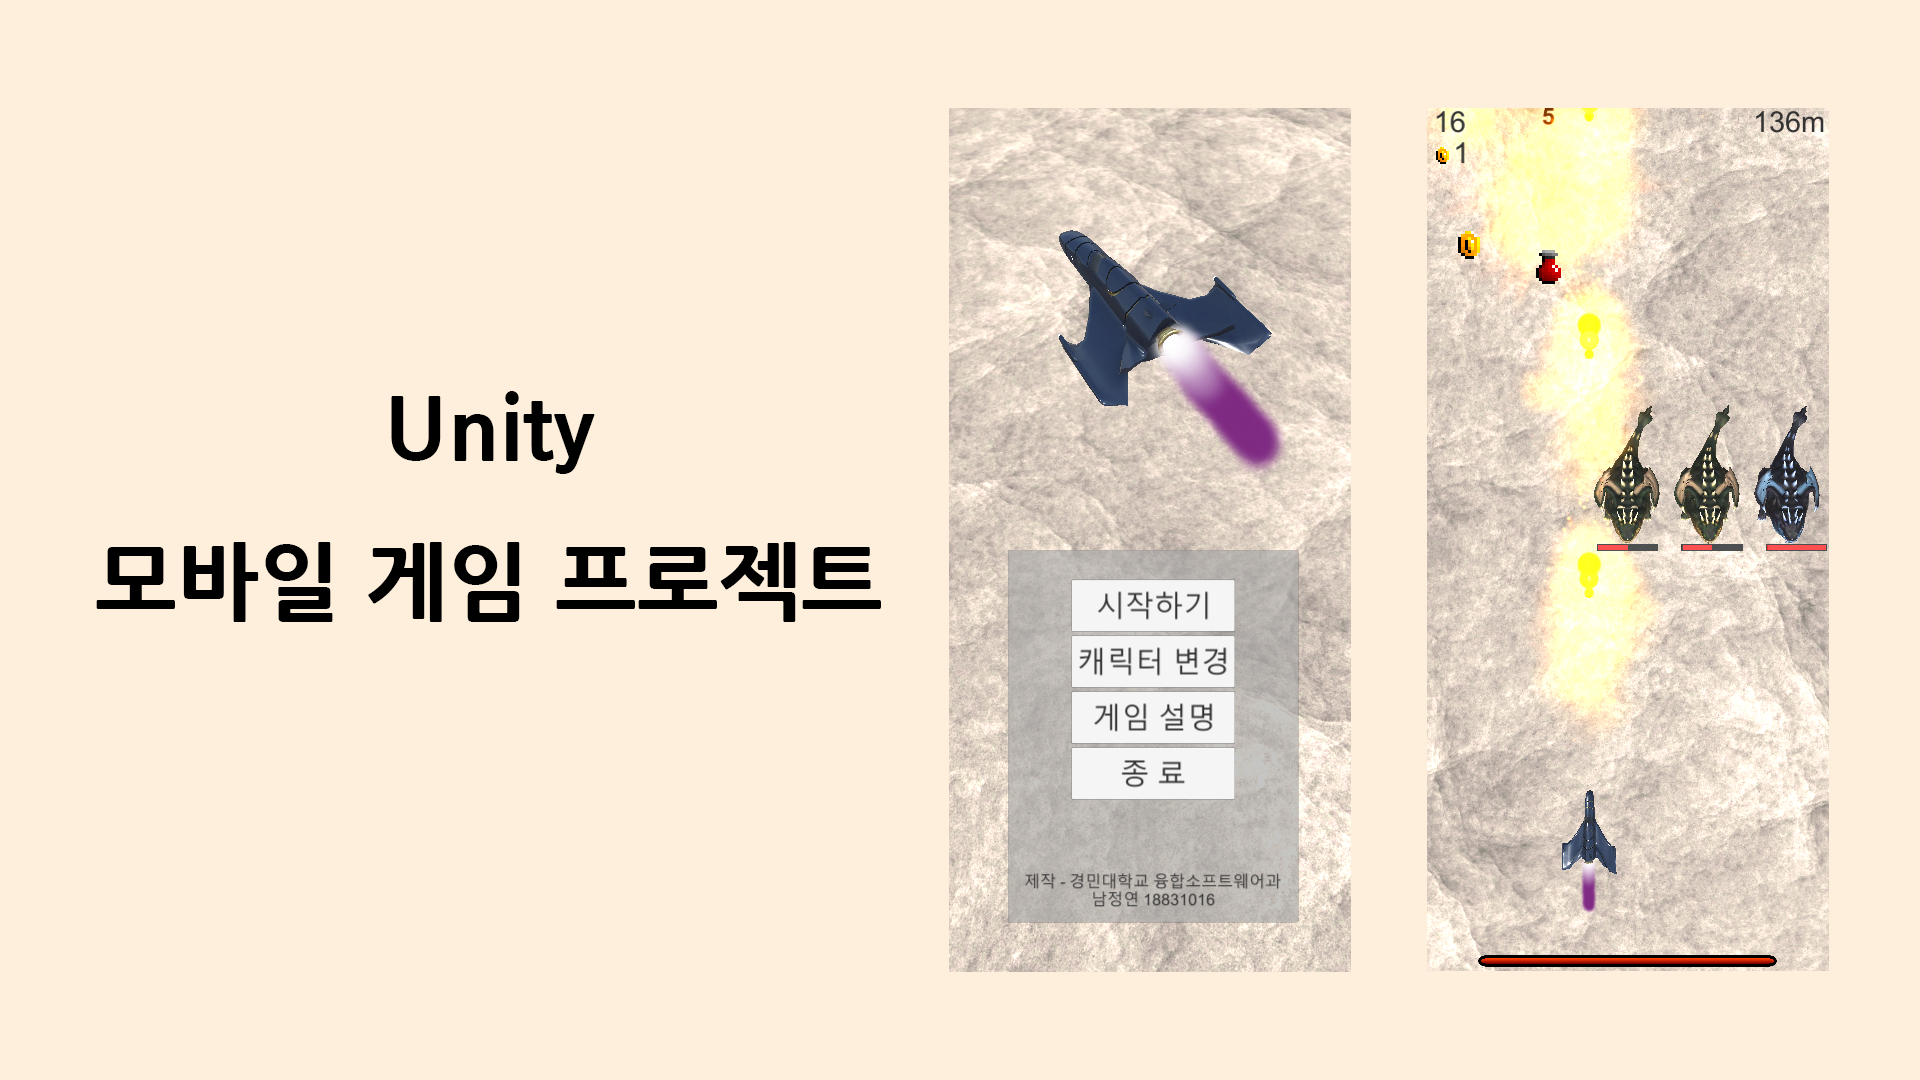 Unity
모바일 게임 프로젝트
시작하기
캐릭터 변경
게임 설명
종 료
제작 - 경민대학교 융합소프트웨어과
남정연 18831016
16
5
136m
1